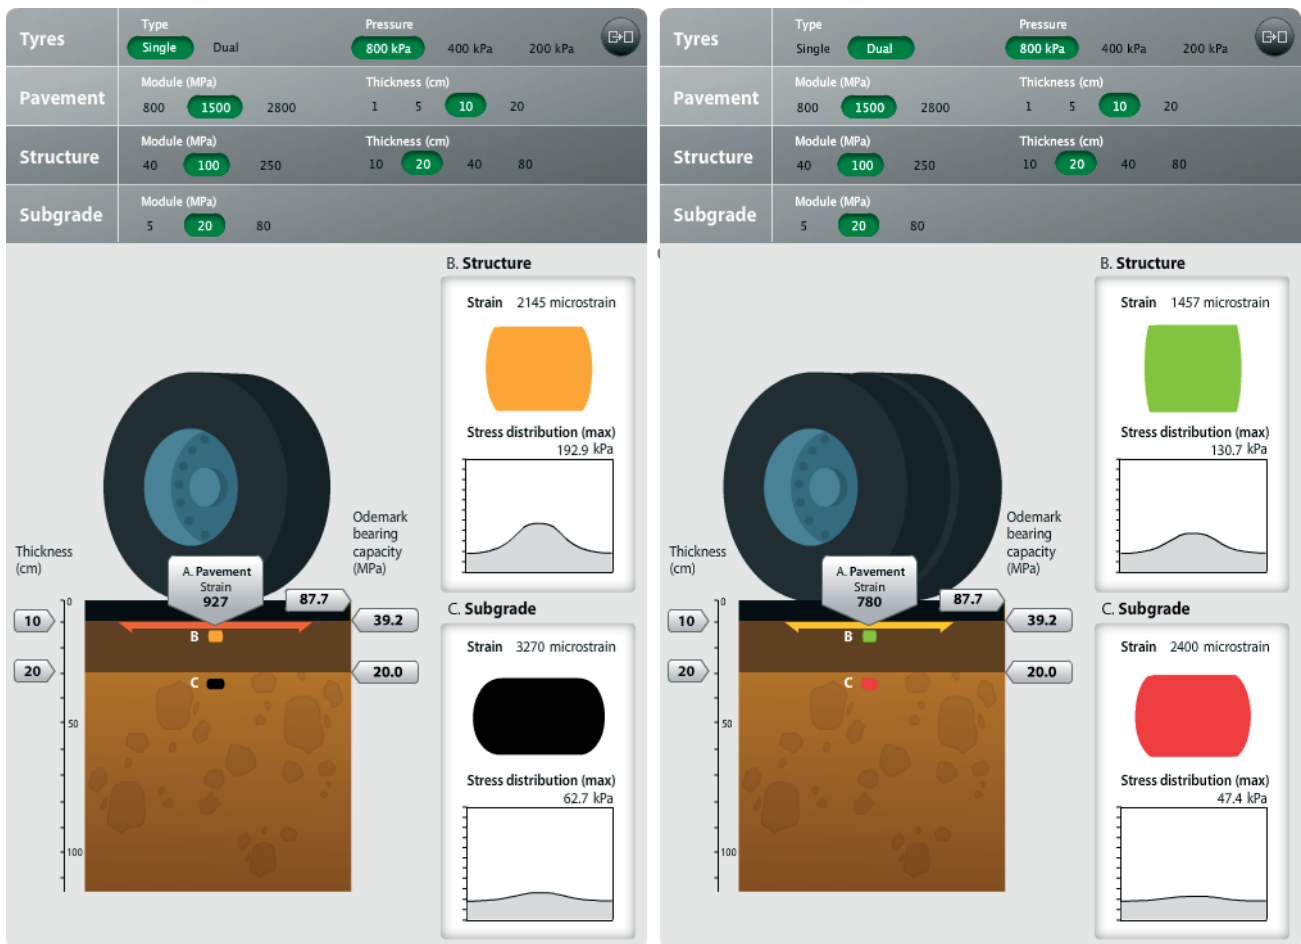 Tyres
Type
Single Dual
Pressure
800 kPa 400 kPa 200 kPa
Pavement
Module (MPa)
800 1500 2800
Thickness (cm)
1 5 10 20
Structure
Module (MPa)
40 100 250
Thickness (cm)
10 20 40 80
Subgrade
Module (MPa)
5 20 80
B. Structure
Strain 2145 microstrain
Stress distribution (max)
192.9 kPa
Thickness
(cm)
Odemark
bearing
capacity
(MPa)
A. Pavement
Strain
927
87.7
0
10
39.2
B
20
20.0
C
50
100
C. Subgrade
Strain 3270 microstrain
Stress distribution (max)
62.7 kPa
Tyres
Type
Single Dual
Pressure
800 kPa 400 kPa 200 kPa
Pavement
Module (MPa)
800 1500 2800
Thickness (cm)
1 5 10 20
Structure
Module (MPa)
40 100 250
Thickness (cm)
10 20 40 80
Subgrade
Module (MPa)
5 20 80
B. Structure
Strain 1457 microstrain
Stress distribution (max)
130.7 kPa
Thickness
(cm)
Odemark
bearing
capacity
(MPa)
A. Pavement
Strain
780
87.7
0
10
39.2
B
20
20.0
C
50
100
C. Subgrade
Strain 2400 microstrain
Stress distribution (max)
47.4 kPa